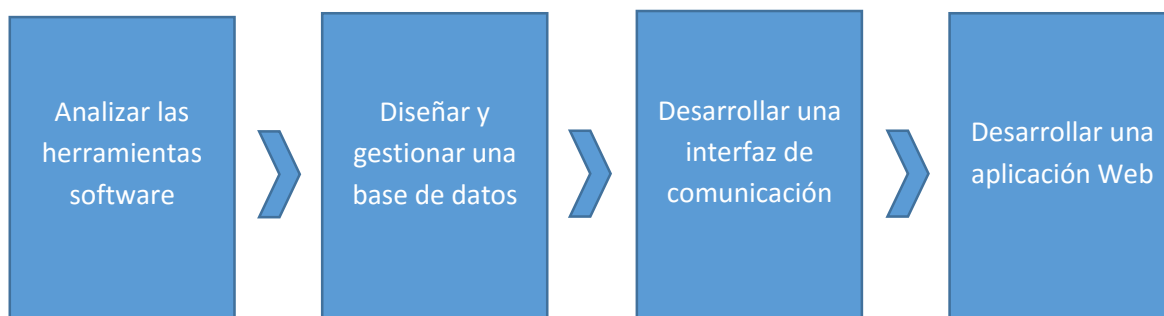 Analizar las
herramientas
software
Diseñar y
gestionar una
base de datos
Desarrollar una
interfaz de
comunicación
Desarrollar una
aplicación Web